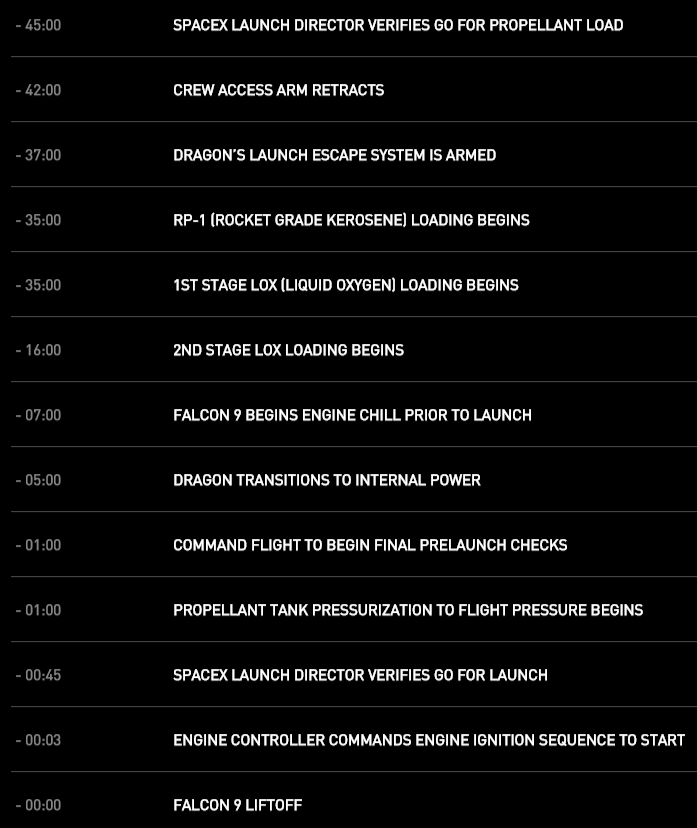 - 45:00 SPACEX LAUNCH DIRECTOR VERIFIES GO FOR PROPELLANT LOAD
- 42:00 CREW ACCESS ARM RETRACTS
- 37:00 DRAGON'S LAUNCH ESCAPE SYSTEM IS ARMED
- 35:00 RP-1 (ROCKET GRADE KEROSENE) LOADING BEGINS
- 35:00 1ST STAGE LOX (LIQUID OXYGEN) LOADING BEGINS
- 16:00 2ND STAGE LOX LOADING BEGINS
- 07:00 FALCON 9 BEGINS ENGINE CHILL PRIOR TO LAUNCH
- 05:00 DRAGON TRANSITIONS TO INTERNAL POWER
- 01:00 COMMAND FLIGHT TO BEGIN FINAL PRELAUNCH CHECKS
- 01:00 PROPELLANT TANK PRESSURIZATION TO FLIGHT PRESSURE BEGINS
- 00:45 SPACEX LAUNCH DIRECTOR VERIFIES GO FOR LAUNCH
- 00:03 ENGINE CONTROLLER COMMANDS ENGINE IGNITION SEQUENCE TO START
- 00:00 FALCON 9 LIFTOFF